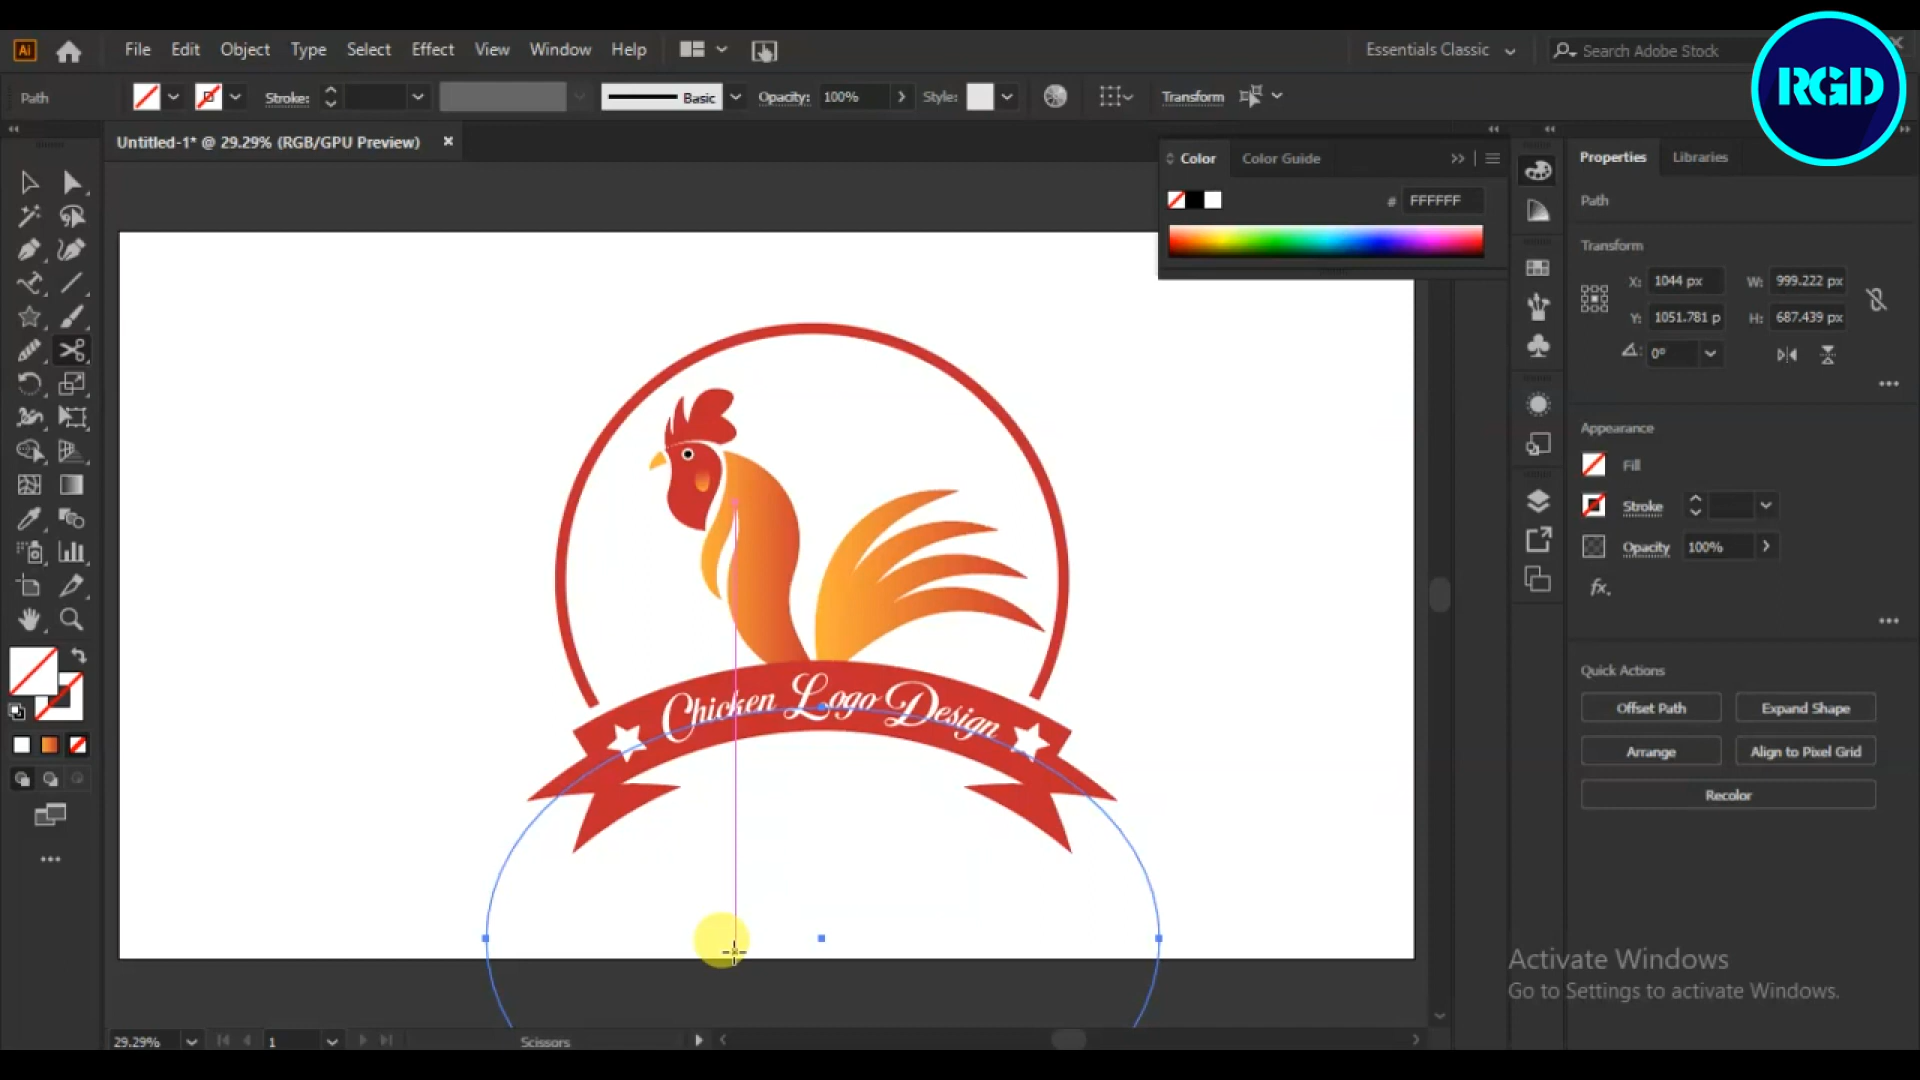 RGD
Ai File Edit Object Type Select Effect View Window Help Essentials Classic Search Adobe Stock
Path Stroke: Basic Opacity: 100% Style: Transform
Untitled-1* @ 29.29% (RGB/GPU Preview)
Color Color Guide
# FFFFFF
Properties Libraries
Path
Transform
X: 1044 px W: 999.222 px
Y: 1051.781 p H: 687.439 px
0°
Appearance
Fill
Stroke
Opacity 100%
fx.
Quick Actions
Offset Path Expand Shape
Arrange Align to Pixel Grid
Recolor
Chicken Logo Design
Activate Windows
Go to Settings to activate Windows.
29.29% 1 Scissors